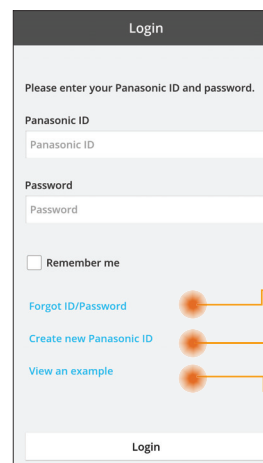 Login
Please enter your Panasonic ID and password.
Panasonic ID
Panasonic ID
Password
Password
Remember me
Forgot ID/Password
Create new Panasonic ID
View an example
Login